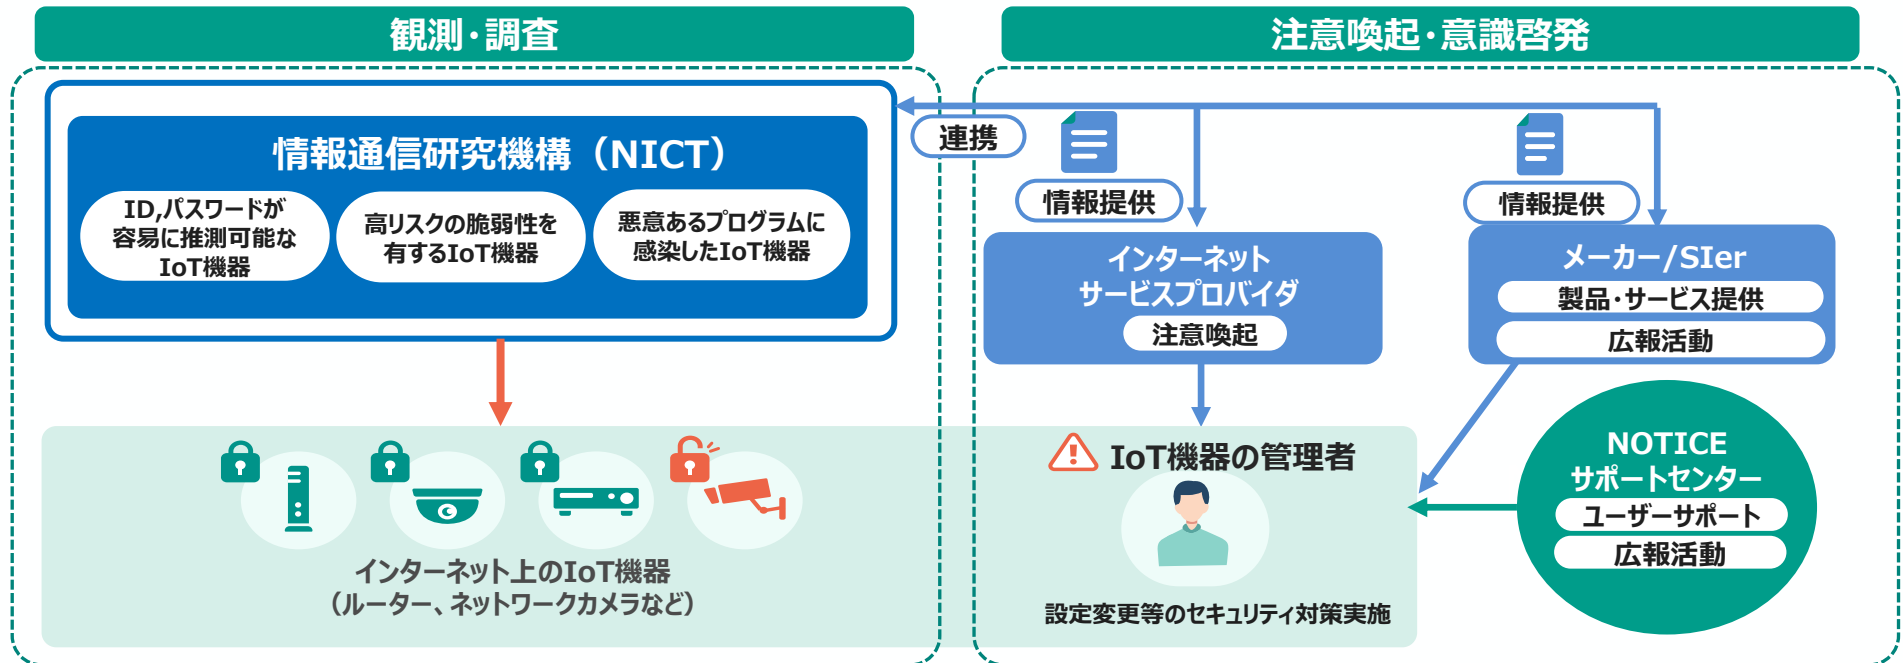 観測・調査
注意喚起・意識啓発
情報通信研究機構（NICT）
ID,パスワードが
容易に推測可能な
IoT機器
高リスクの脆弱性を
有するIoT機器
悪意あるプログラムに
感染したIoT機器
連携
情報提供
情報提供
インターネット
サービスプロバイダ
注意喚起
メーカー/SIer
製品・サービス提供
広報活動
インターネット上のIoT機器
（ルーター、ネットワークカメラなど）
IoT機器の管理者
設定変更等のセキュリティ対策実施
NOTICE
サポートセンター
ユーザーサポート
広報活動